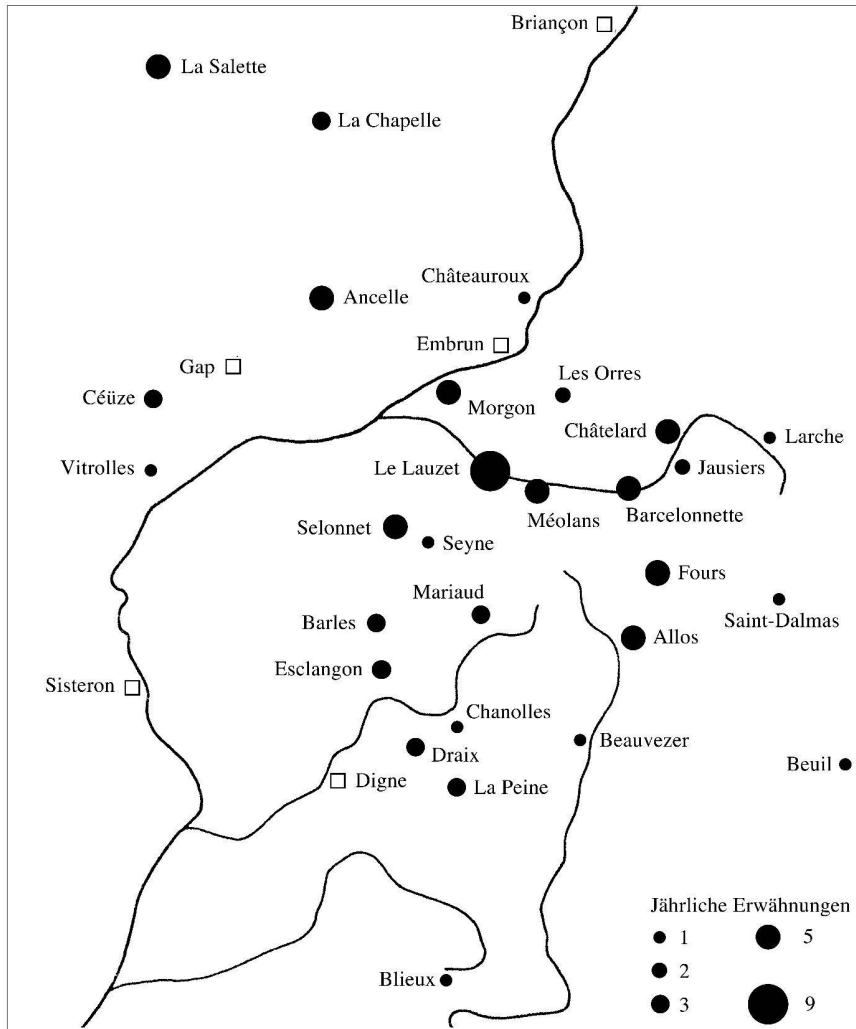 Briançon
La Salette
La Chapelle
Châteauroux
Ancelle
Embrun
Gap
Les Orres
Céüze
Morgon
Châtelard
Larche
Vitrolles
Le Lauzet
Jausiers
Méolans
Barcelonnette
Selonnet
Seyne
Fours
Mariaud
Saint-Dalmas
Barles
Allos
Esclangon
Sisteron
Chanolles
Beauvezer
Draix
Beuil
Digne
La Peine
Jährliche Erwähnungen
1 5
2
3 9
Blieux